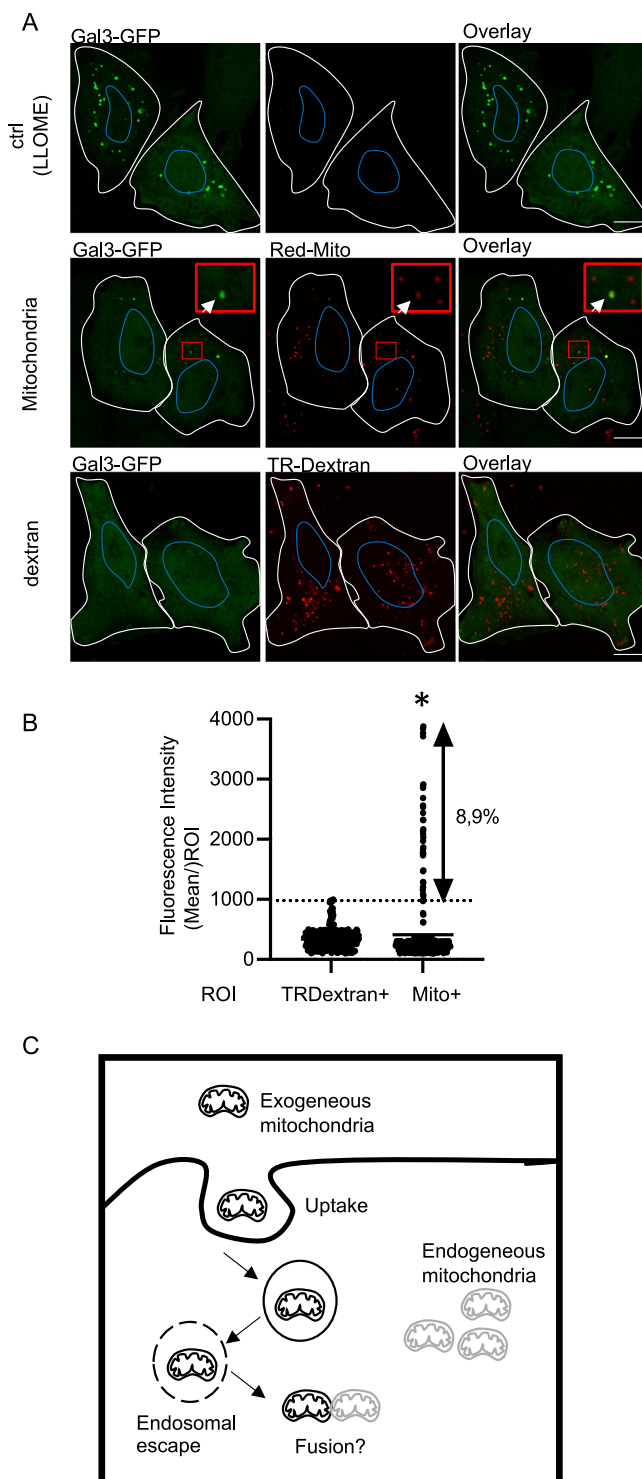 A
Gal3-GFP
Overlay
ctrl
(LLOME)
Gal3-GFP
Red-Mito
Overlay
Mitochondria
Gal3-GFP
TR-Dextran
Overlay
dextran
B
*
Fluorescence Intensity
(Mean/)ROI
4000
3000
2000
1000
0
8,9%
ROI
TRDextran+
Mito+
C
Exogeneous
mitochondria
Uptake
Endogeneous
mitochondria
Endosomal
escape
Fusion?